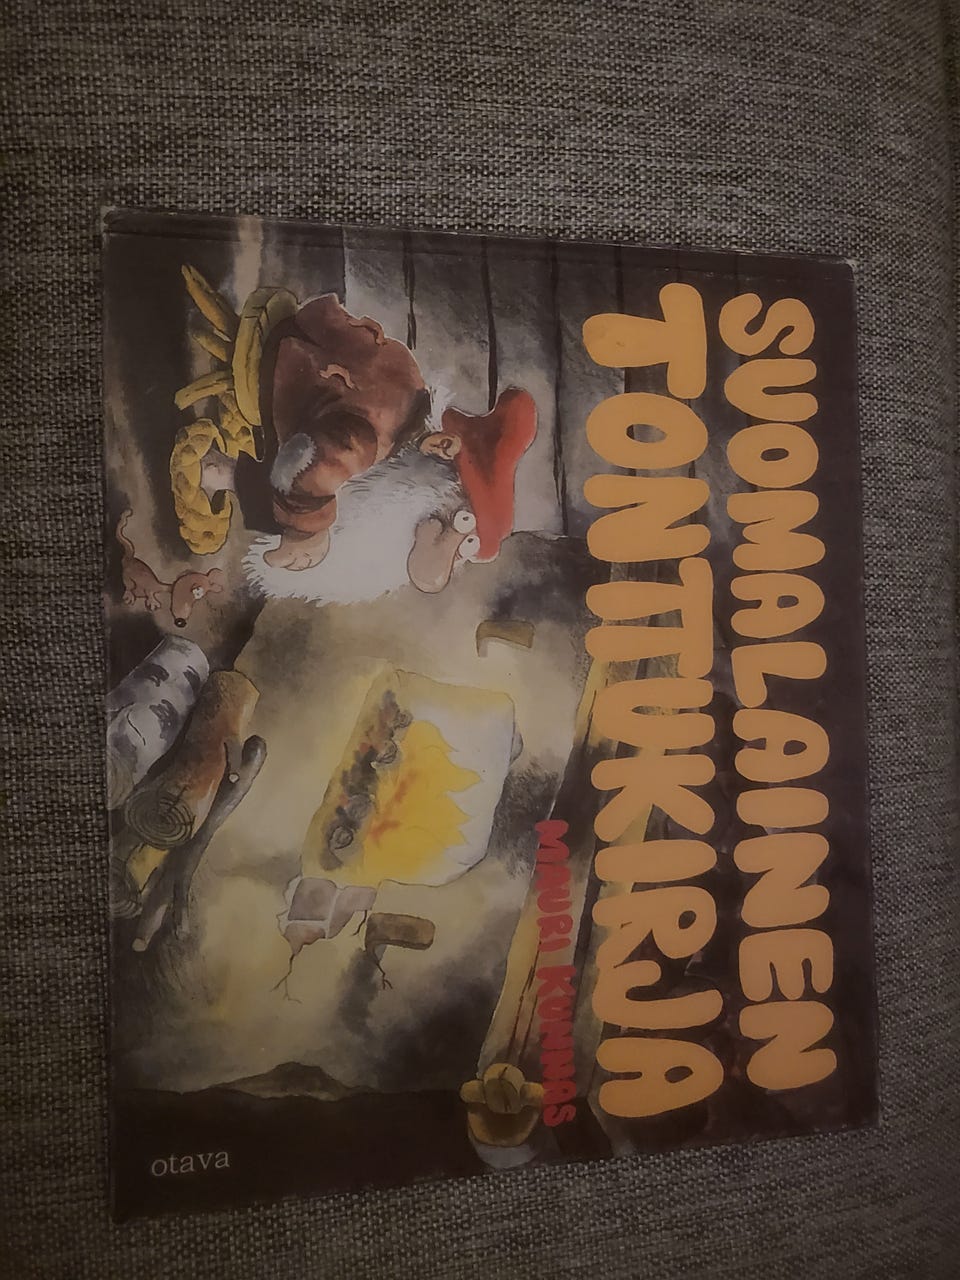 SUOMALAINEN
TONTTUKIRJA
MAURI KUNNAS
otava